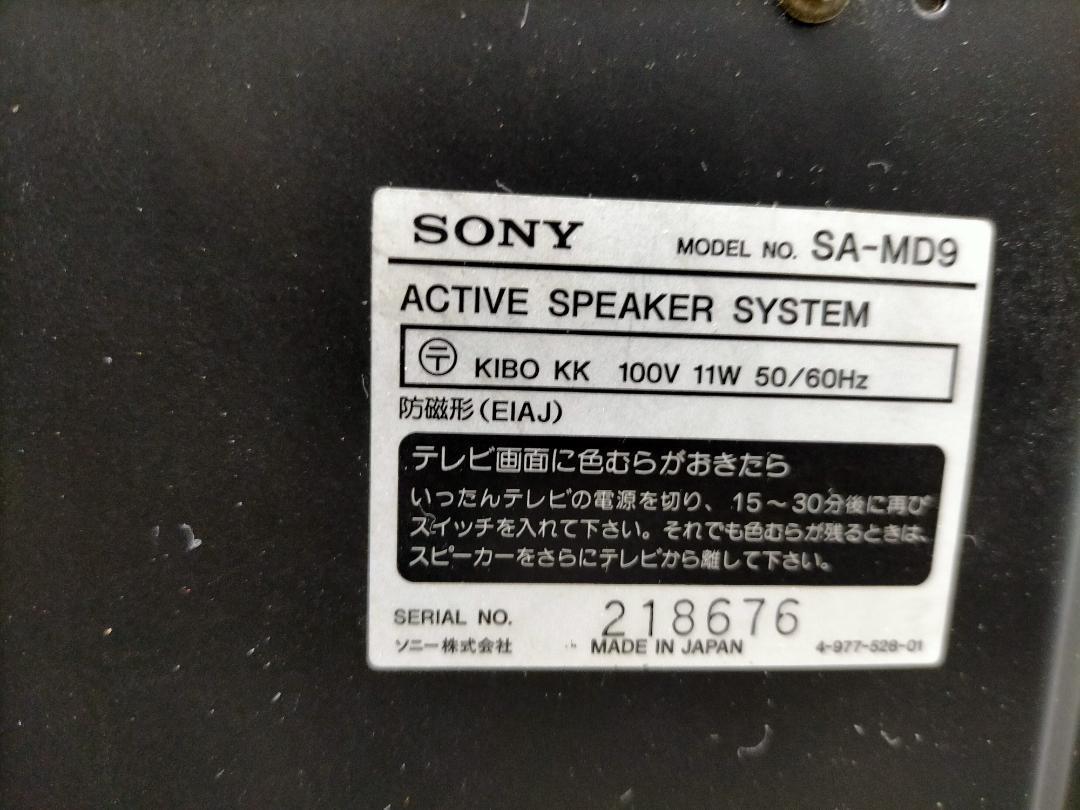 SONY MODEL NO. SA-MD9
ACTIVE SPEAKER SYSTEM
〒 KIBO KK 100V 11W 50/60Hz
防磁形(EIAJ)
テレビ画面に色むらがおきたら
いったんテレビの電源を切り、15～30分後に再び
スイッチを入れて下さい。それでも色むらが残るときは、
スピーカーをさらにテレビから離して下さい。
SERIAL NO. 218676
ソニー株式会社 MADE IN JAPAN 4-977-528-01